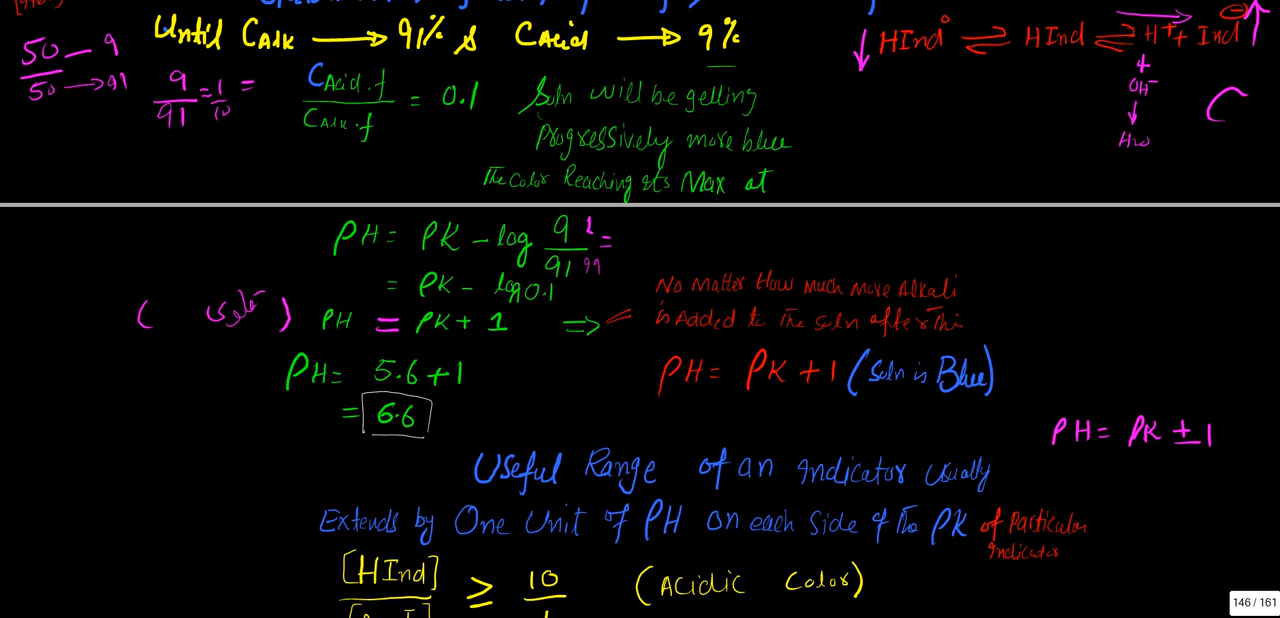 Until CAlk ⟶ 91% & CAcid ⟶ 9%
50 — 9
50 ⟶ 91
9/91 = 1/10 =
CAcid.f / CAlk.f = 0.1
Soln will be getting
Progressively more blue
The Color Reaching its Max at
HInd ⇌ HInd ⇌ H+ + Ind⊖
+
OH-
↓
PH = PK - log 9/91
= PK - log 0.1
PH = PK + 1 ⇒
PH = 5.6 + 1
= 6.6
No Matter How Much More Alkali
is Added to The Soln after This
PH = PK + 1 (Soln is Blue)
PH = PK ± 1
Useful Range of an Indicator Usually
Extends by One Unit of PH on each Side of The PK of Particular
Indicator
[HInd] ≥ 10 (Acidic Color)
146 / 161